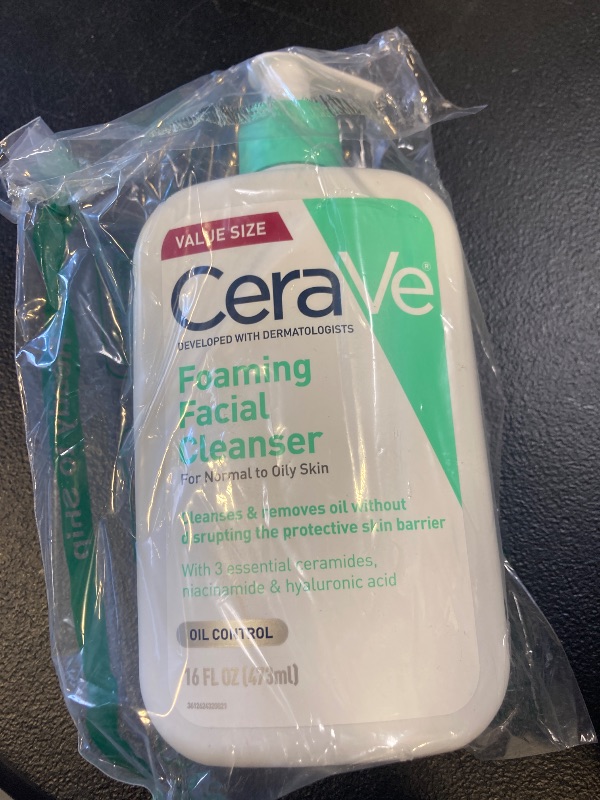 VALUE SIZE
CeraVe®
DEVELOPED WITH DERMATOLOGISTS
Foaming
Facial
Cleanser
For Normal to Oily Skin
Cleanses & removes oil without
disrupting the protective skin barrier
With 3 essential ceramides,
niacinamide & hyaluronic acid
OIL CONTROL
16 FL OZ (473ml)
Ship